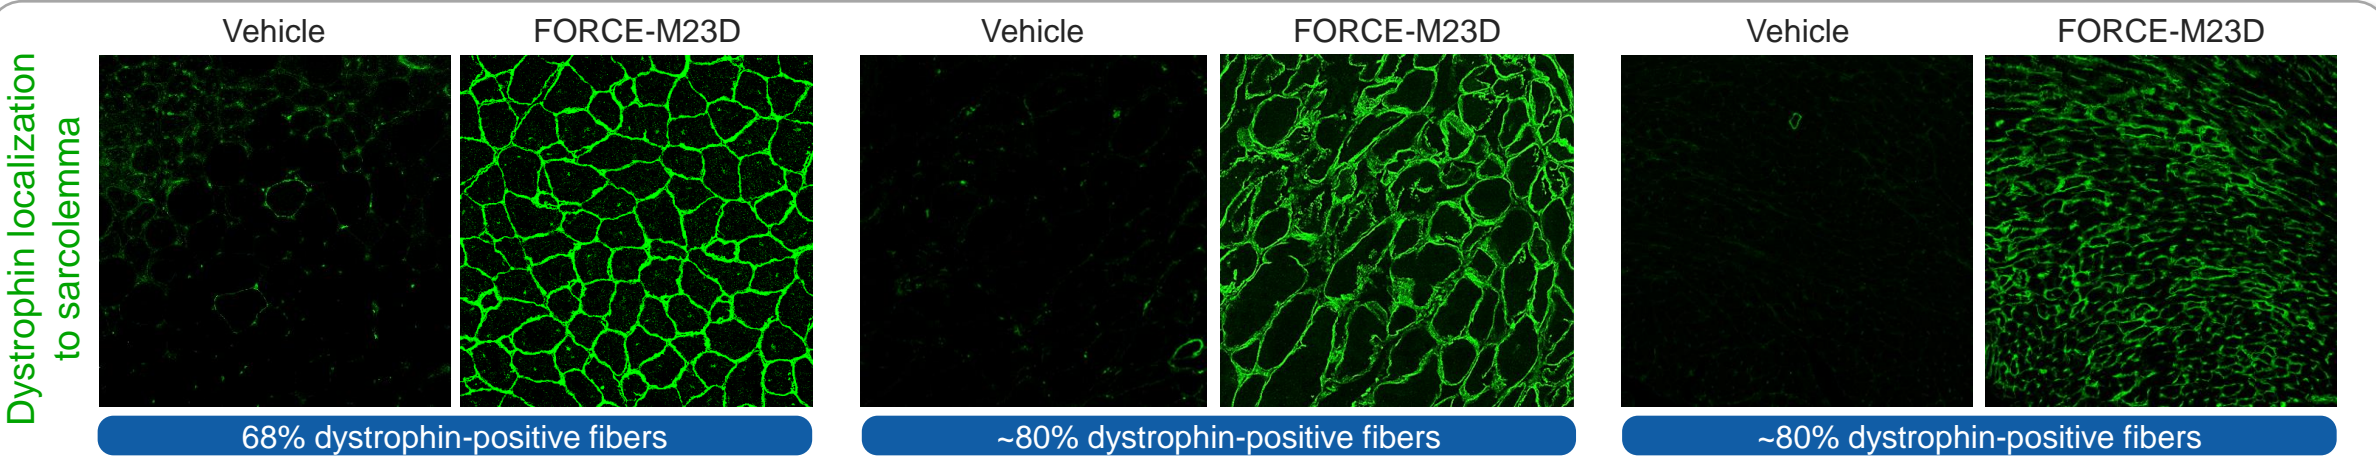 Vehicle
FORCE-M23D
Vehicle
FORCE-M23D
Vehicle
FORCE-M23D
Dystrophin localization
to sarcolemma
68% dystrophin-positive fibers
~80% dystrophin-positive fibers
~80% dystrophin-positive fibers